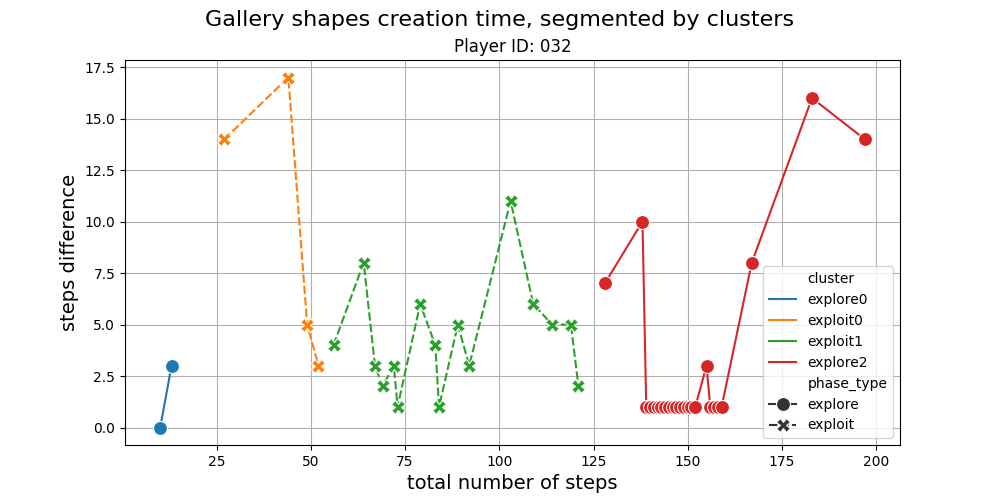 Gallery shapes creation time, segmented by clusters
Player ID: 032
17.5
15.0
12.5
10.0
7.5
5.0
2.5
0.0
steps difference
25 50 75 100 125 150 175 200
total number of steps
cluster
explore0
exploit0
exploit1
explore2
phase_type
explore
exploit